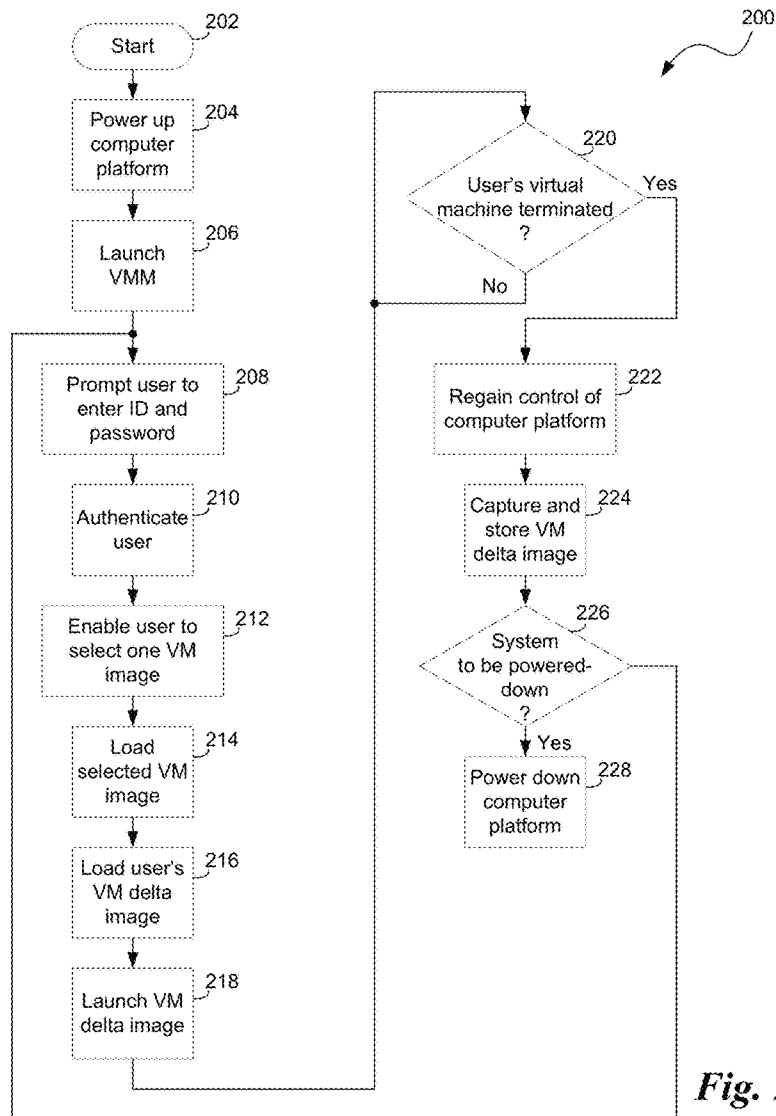 200
202
Start
204
Power up
computer
platform
206
Launch
VMM
208
Prompt user to
enter ID and
password
210
Authenticate
user
212
Enable user to
select one VM
image
214
Load
selected VM
image
216
Load user's
VM delta
image
218
Launch VM
delta image
220
User's virtual
machine terminated
?
Yes
No
222
Regain control of
computer platform
224
Capture and
store VM
delta image
226
System
to be powered-
down
?
Yes
228
Power down
computer
platform
Fig.